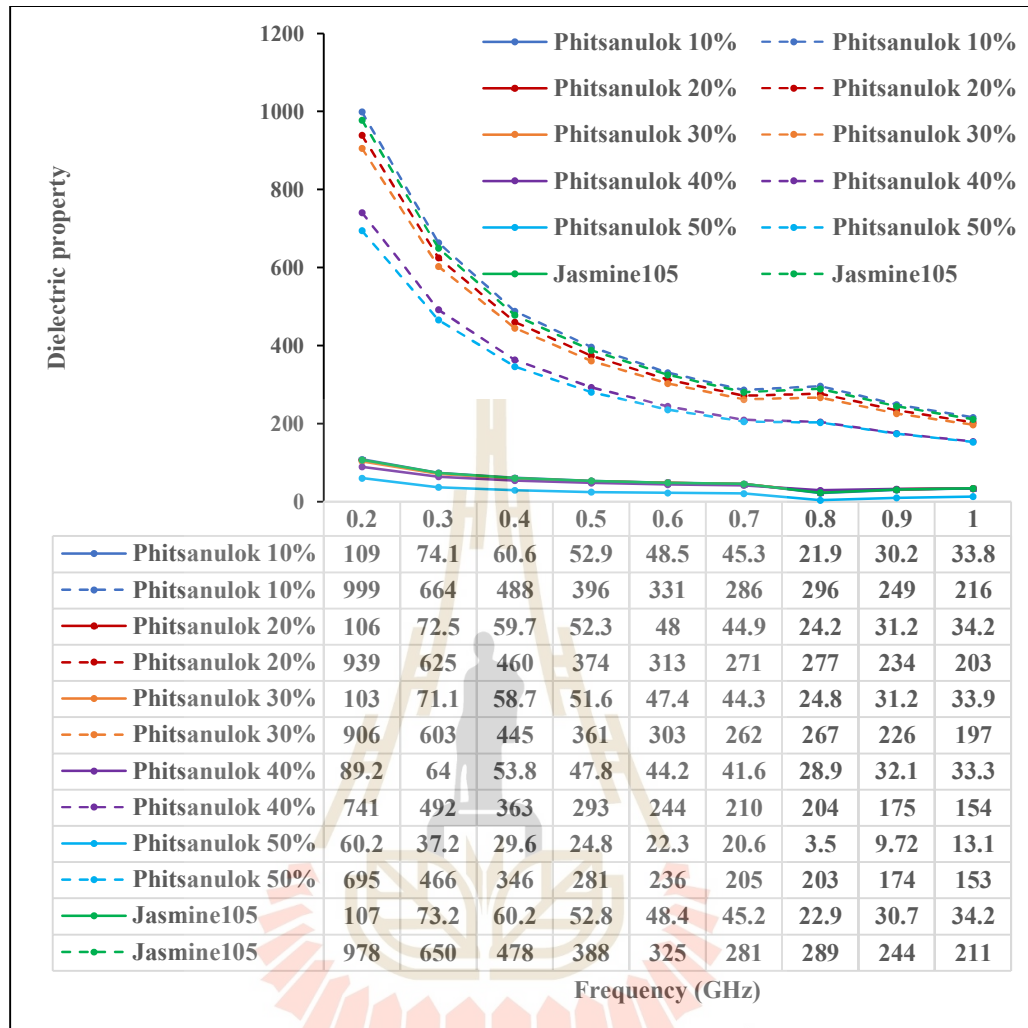 1200
1000
800
600
400
200
0
Dielectric property
Phitsanulok 10% Phitsanulok 10%
Phitsanulok 20% Phitsanulok 20%
Phitsanulok 30% Phitsanulok 30%
Phitsanulok 40% Phitsanulok 40%
Phitsanulok 50% Phitsanulok 50%
Jasmine105 Jasmine105
0.2 0.3 0.4 0.5 0.6 0.7 0.8 0.9 1
Phitsanulok 10% 109 74.1 60.6 52.9 48.5 45.3 21.9 30.2 33.8
Phitsanulok 10% 999 664 488 396 331 286 296 249 216
Phitsanulok 20% 106 72.5 59.7 52.3 48 44.9 24.2 31.2 34.2
Phitsanulok 20% 939 625 460 374 313 271 277 234 203
Phitsanulok 30% 103 71.1 58.7 51.6 47.4 44.3 24.8 31.2 33.9
Phitsanulok 30% 906 603 445 361 303 262 267 226 197
Phitsanulok 40% 89.2 64 53.8 47.8 44.2 41.6 28.9 32.1 33.3
Phitsanulok 40% 741 492 363 293 244 210 204 175 154
Phitsanulok 50% 60.2 37.2 29.6 24.8 22.3 20.6 3.5 9.72 13.1
Phitsanulok 50% 695 466 346 281 236 205 203 174 153
Jasmine105 107 73.2 60.2 52.8 48.4 45.2 22.9 30.7 34.2
Jasmine105 978 650 478 388 325 281 289 244 211
Frequency (GHz)